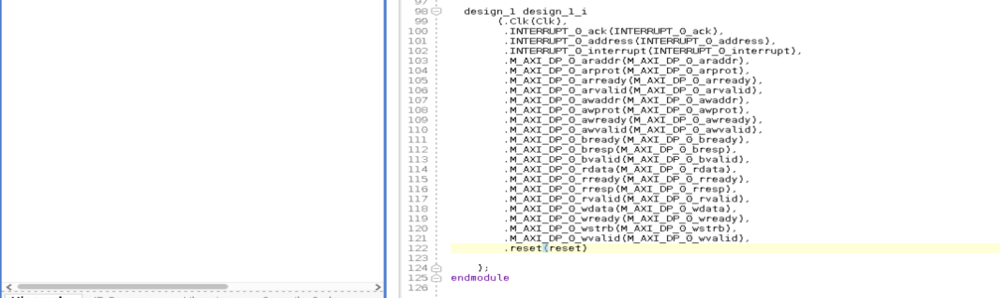 97
98 design_1 design_1_i
99 (.Clk(Clk),
100 .INTERRUPT_0_ack(INTERRUPT_0_ack),
101 .INTERRUPT_0_address(INTERRUPT_0_address),
102 .INTERRUPT_0_interrupt(INTERRUPT_0_interrupt),
103 .M_AXI_DP_0_araddr(M_AXI_DP_0_araddr),
104 .M_AXI_DP_0_arprot(M_AXI_DP_0_arprot),
105 .M_AXI_DP_0_arready(M_AXI_DP_0_arready),
106 .M_AXI_DP_0_arvalid(M_AXI_DP_0_arvalid),
107 .M_AXI_DP_0_awaddr(M_AXI_DP_0_awaddr),
108 .M_AXI_DP_0_awprot(M_AXI_DP_0_awprot),
109 .M_AXI_DP_0_awready(M_AXI_DP_0_awready),
110 .M_AXI_DP_0_awvalid(M_AXI_DP_0_awvalid),
111 .M_AXI_DP_0_bready(M_AXI_DP_0_bready),
112 .M_AXI_DP_0_bresp(M_AXI_DP_0_bresp),
113 .M_AXI_DP_0_bvalid(M_AXI_DP_0_bvalid),
114 .M_AXI_DP_0_rdata(M_AXI_DP_0_rdata),
115 .M_AXI_DP_0_rready(M_AXI_DP_0_rready),
116 .M_AXI_DP_0_rresp(M_AXI_DP_0_rresp),
117 .M_AXI_DP_0_rvalid(M_AXI_DP_0_rvalid),
118 .M_AXI_DP_0_wdata(M_AXI_DP_0_wdata),
119 .M_AXI_DP_0_wready(M_AXI_DP_0_wready),
120 .M_AXI_DP_0_wstrb(M_AXI_DP_0_wstrb),
121 .M_AXI_DP_0_wvalid(M_AXI_DP_0_wvalid),
122 .reset(reset)
123
124 );
125 endmodule
126